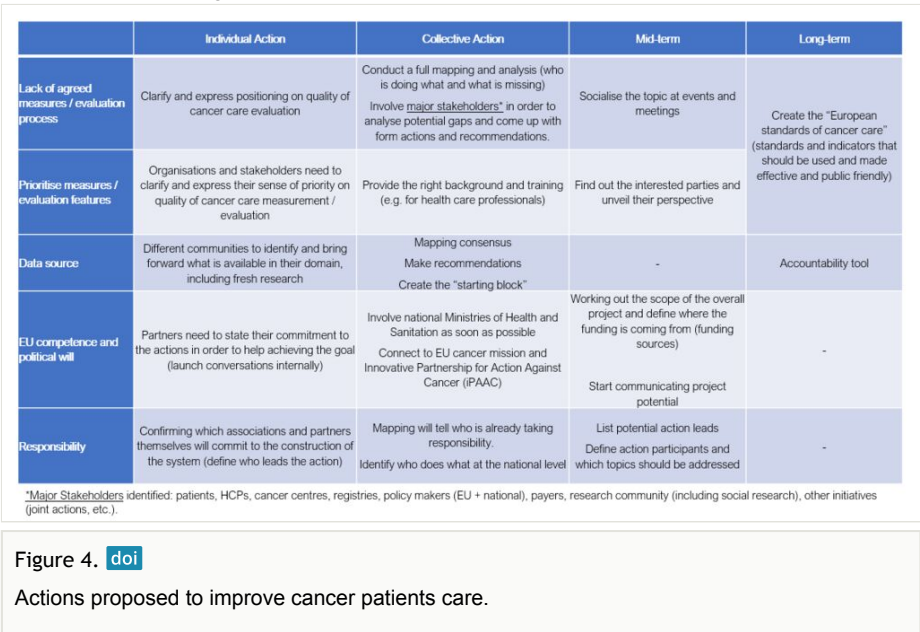 Individual Action
Collective Action
Mid-term
Long-term
Lack of agreed
measures / evaluation
process
Clarify and express positioning on quality of
cancer care evaluation
Conduct a full mapping and analysis (who
is doing what and what is missing)
Involve major stakeholders* in order to
analyse potential gaps and come up with
form actions and recommendations.
Socialise the topic at events and
meetings
Create the "European
standards of cancer care"
(standards and indicators that
should be used and made
effective and public friendly)
Prioritise measures /
evaluation features
Organisations and stakeholders need to
clarify and express their sense of priority on
quality of cancer care measurement /
evaluation
Provide the right background and training
(e.g. for health care professionals)
Find out the interested parties and
unveil their perspective
Data source
Different communities to identify and bring
forward what is available in their domain,
including fresh research
Mapping consensus
Make recommendations
Create the "starting block"
-
Accountability tool
EU competence and
political will
Partners need to state their commitment to
the actions in order to help achieving the goal
(launch conversations internally)
Involve national Ministries of Health and
Sanitation as soon as possible
Connect to EU cancer mission and
Innovative Partnership for Action Against
Cancer (iPAAC)
Working out the scope of the overall
project and define where the
funding is coming from (funding
sources)
Start communicating project
potential
-
Responsibility
Confirming which associations and partners
themselves will commit to the construction of
the system (define who leads the action)
Mapping will tell who is already taking
responsibility.
Identify who does what at the national level
List potential action leads
Define action participants and
which topics should be addressed
-
*Major Stakeholders identified: patients, HCPs, cancer centres, registries, policy makers (EU + national), payers, research community (including social research), other initiatives
(joint actions, etc.).
Figure 4. doi
Actions proposed to improve cancer patients care.